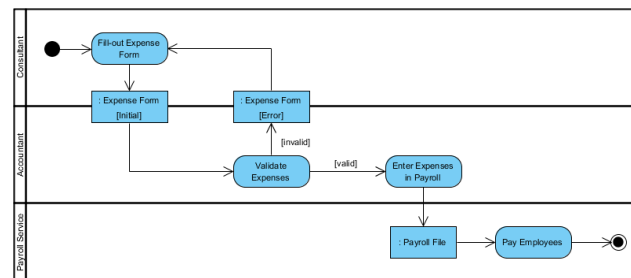 Consultant
Fill-out Expense
Form
: Expense Form
[Initial]
: Expense Form
[Error]
Accountant
[invalid]
Validate
Expenses
[valid]
Enter Expenses
in Payroll
Payroll Service
: Payroll File
Pay Employees